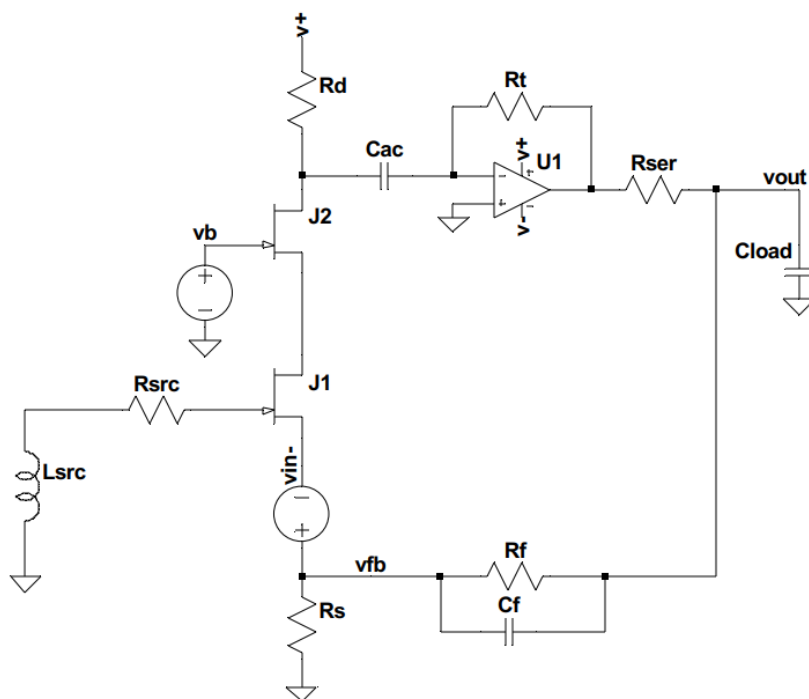 v+
Rd
Rt
Cac
v+
U1
Rser
vout
v-
Cload
J2
vb
J1
Rsrc
Lsrc
vin-
vfb
Rf
Cf
Rs